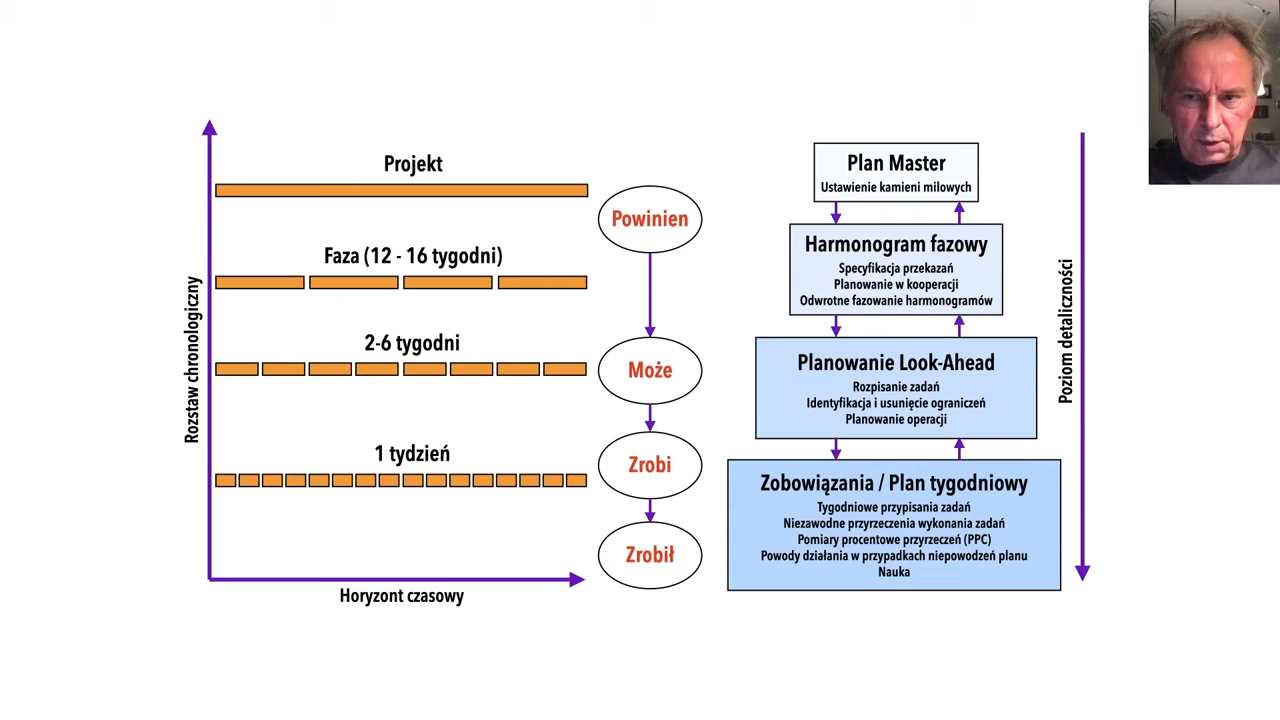 Projekt
Faza (12 - 16 tygodni)
2-6 tygodni
1 tydzień
Rozstaw chronologiczny
Horyzont czasowy
Powinien
Może
Zrobi
Zrobił
Plan Master
Ustawienie kamieni milowych
Harmonogram fazowy
Specyfikacja przekazań
Planowanie w kooperacji
Odwrotne fazowanie harmonogramów
Planowanie Look-Ahead
Rozpisanie zadań
Identyfikacja i usunięcie ograniczeń
Planowanie operacji
Zobowiązania / Plan tygodniowy
Tygodniowe przypisania zadań
Niezawodne przyrzeczenia wykonania zadań
Pomiary procentowe przyrzeczeń (PPC)
Powody działania w przypadkach niepowodzeń planu
Nauka
Poziom detaliczności